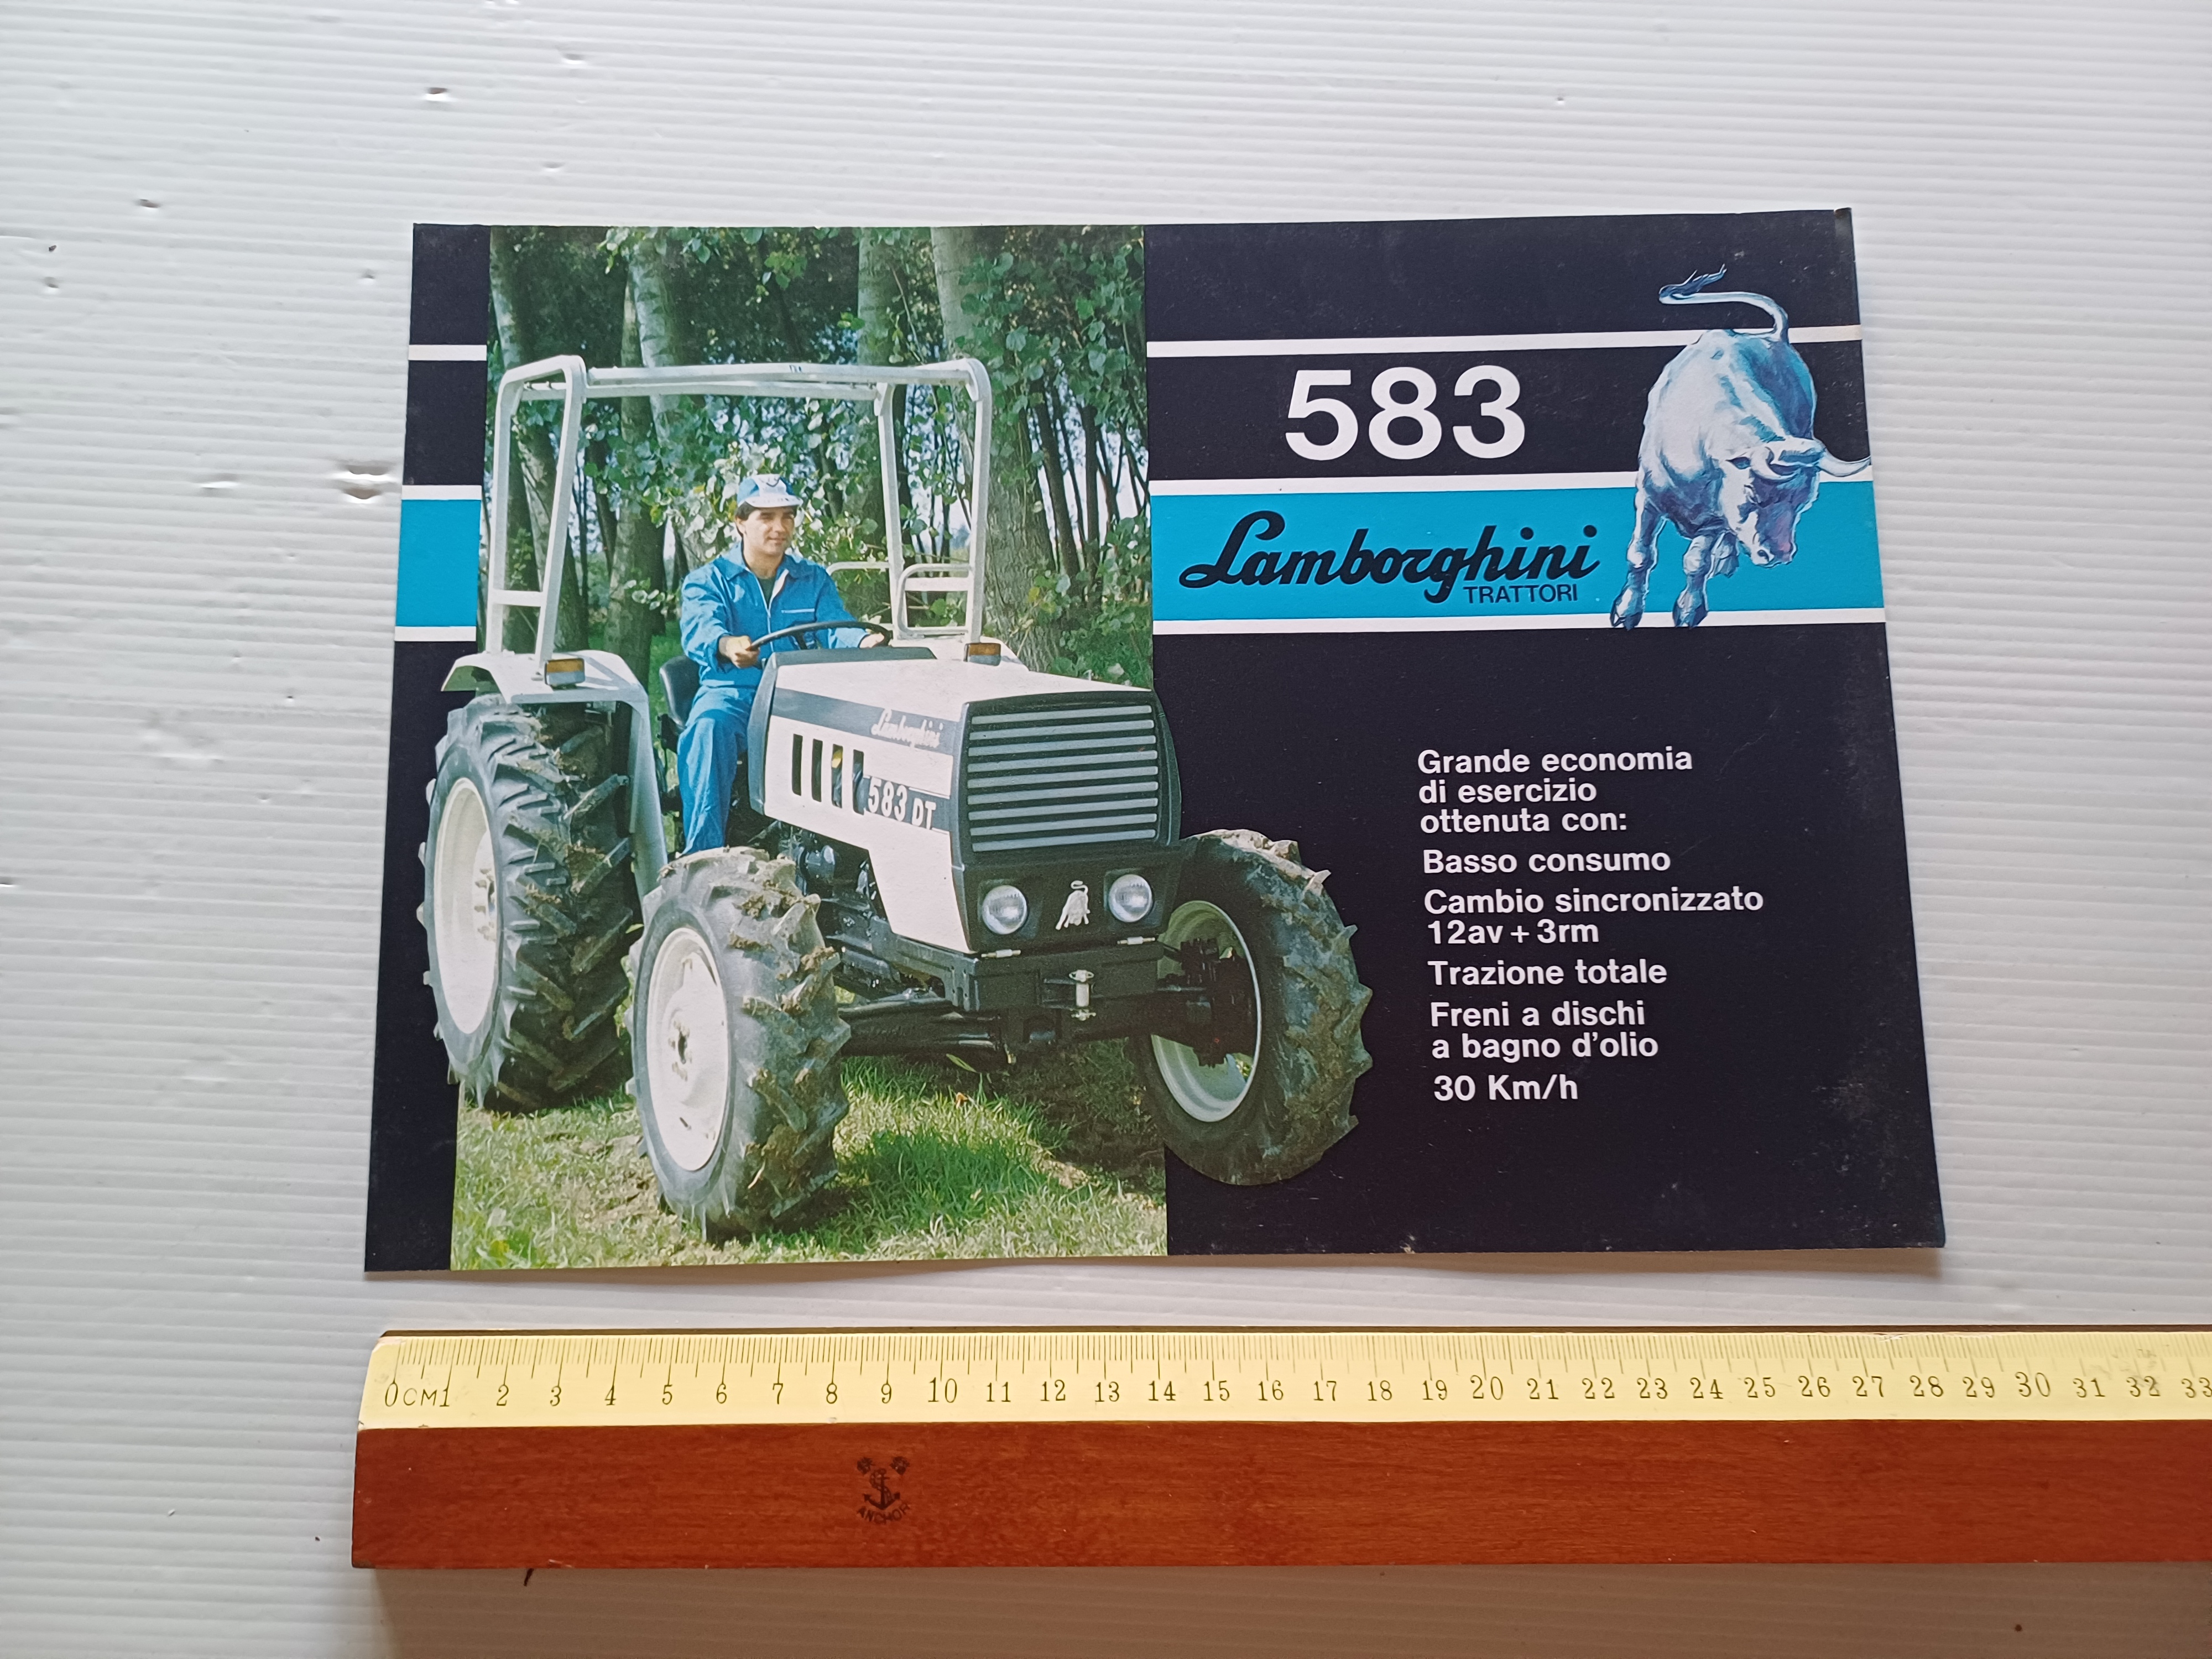 583
Lamborghini
TRATTORI
Lamborghini
583 DT
Grande economia
di esercizio
ottenuta con:
Basso consumo
Cambio sincronizzato
12av + 3rm
Trazione totale
Freni a dischi
a bagno d'olio
30 Km/h
0CM1 2 3 4 5 6 7 8 9 10 11 12 13 14 15 16 17 18 19 20 21 22 23 24 25 26 27 28 29 30 31 32 33
ANCHOR